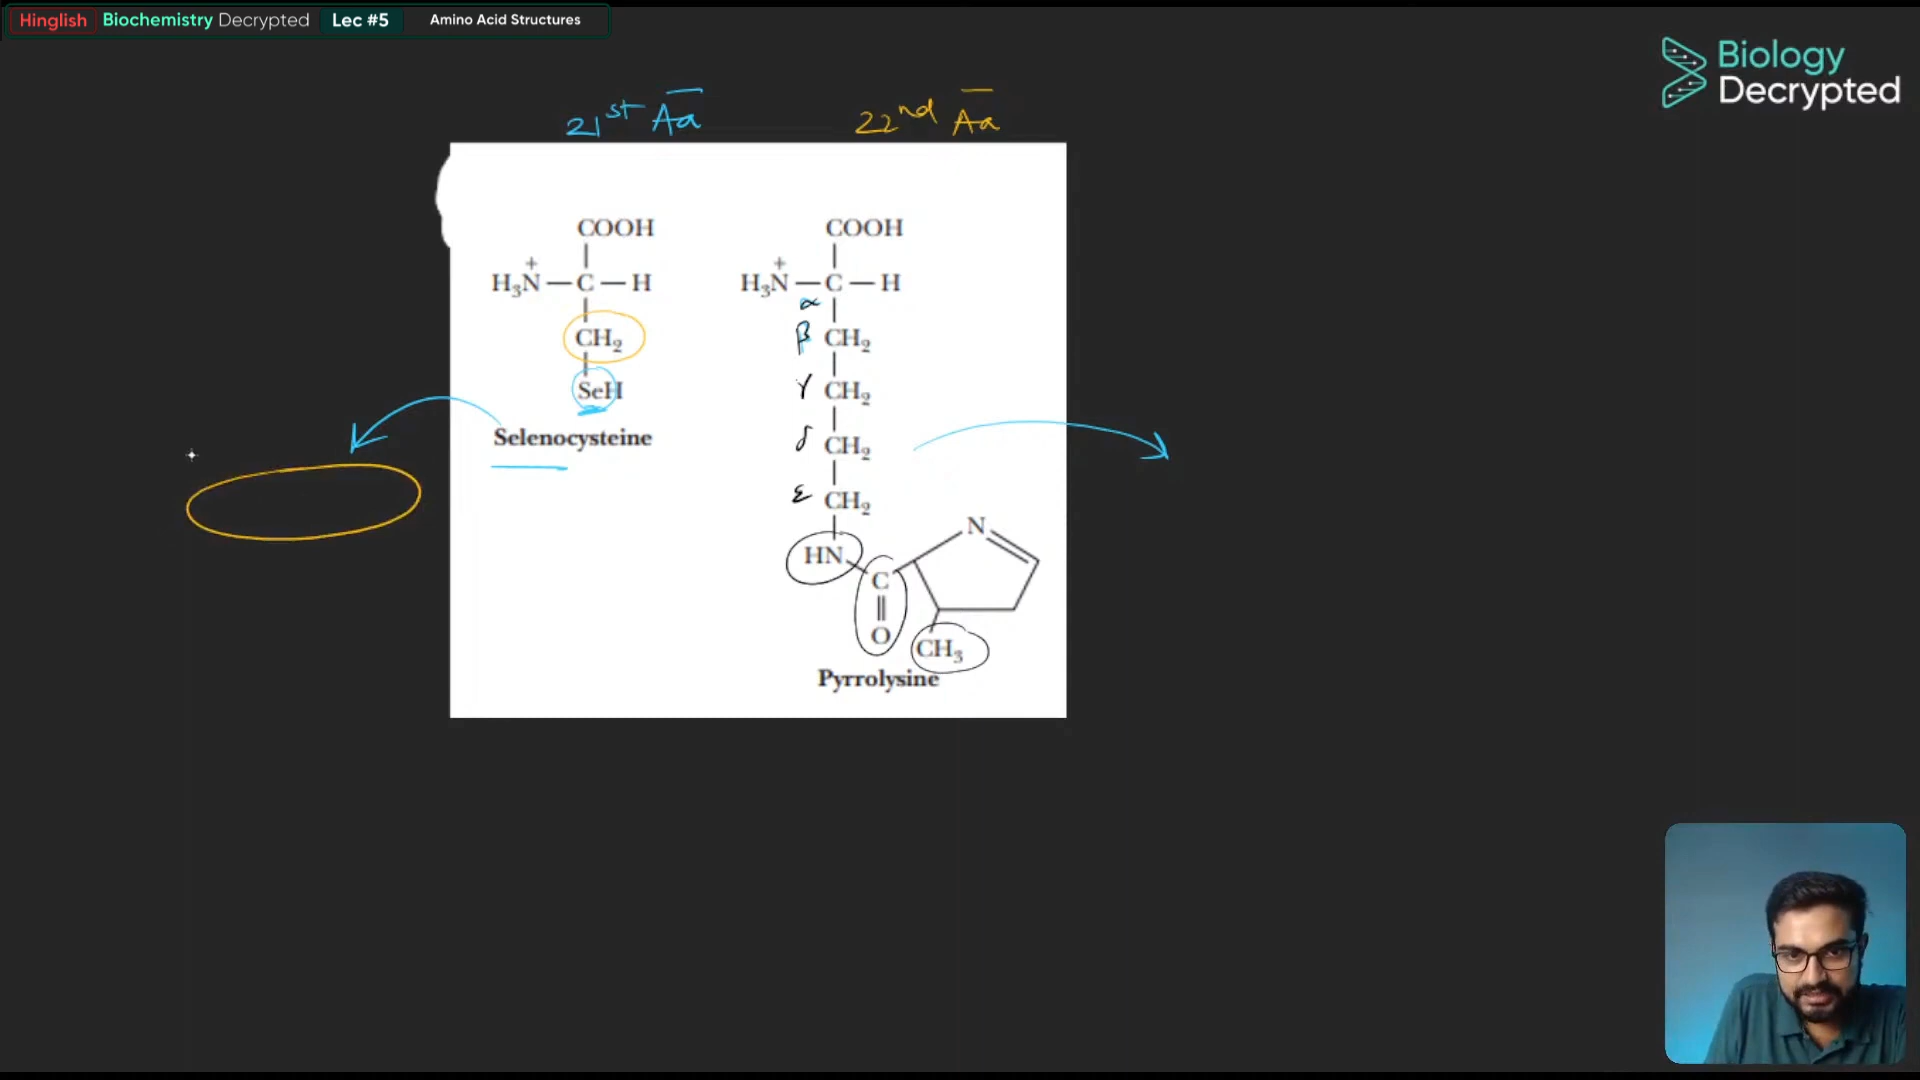 Hinglish Biochemistry Decrypted Lec #5 Amino Acid Structures
Biology
Decrypted
21st Aa
22nd Aa
COOH
H₃N⁺—C—H
CH₂
SeH
Selenocysteine
COOH
H₃N⁺—C—H
α
β CH₂
γ CH₂
δ CH₂
ε CH₂
HN
N
C
O
CH₃
Pyrrolysine